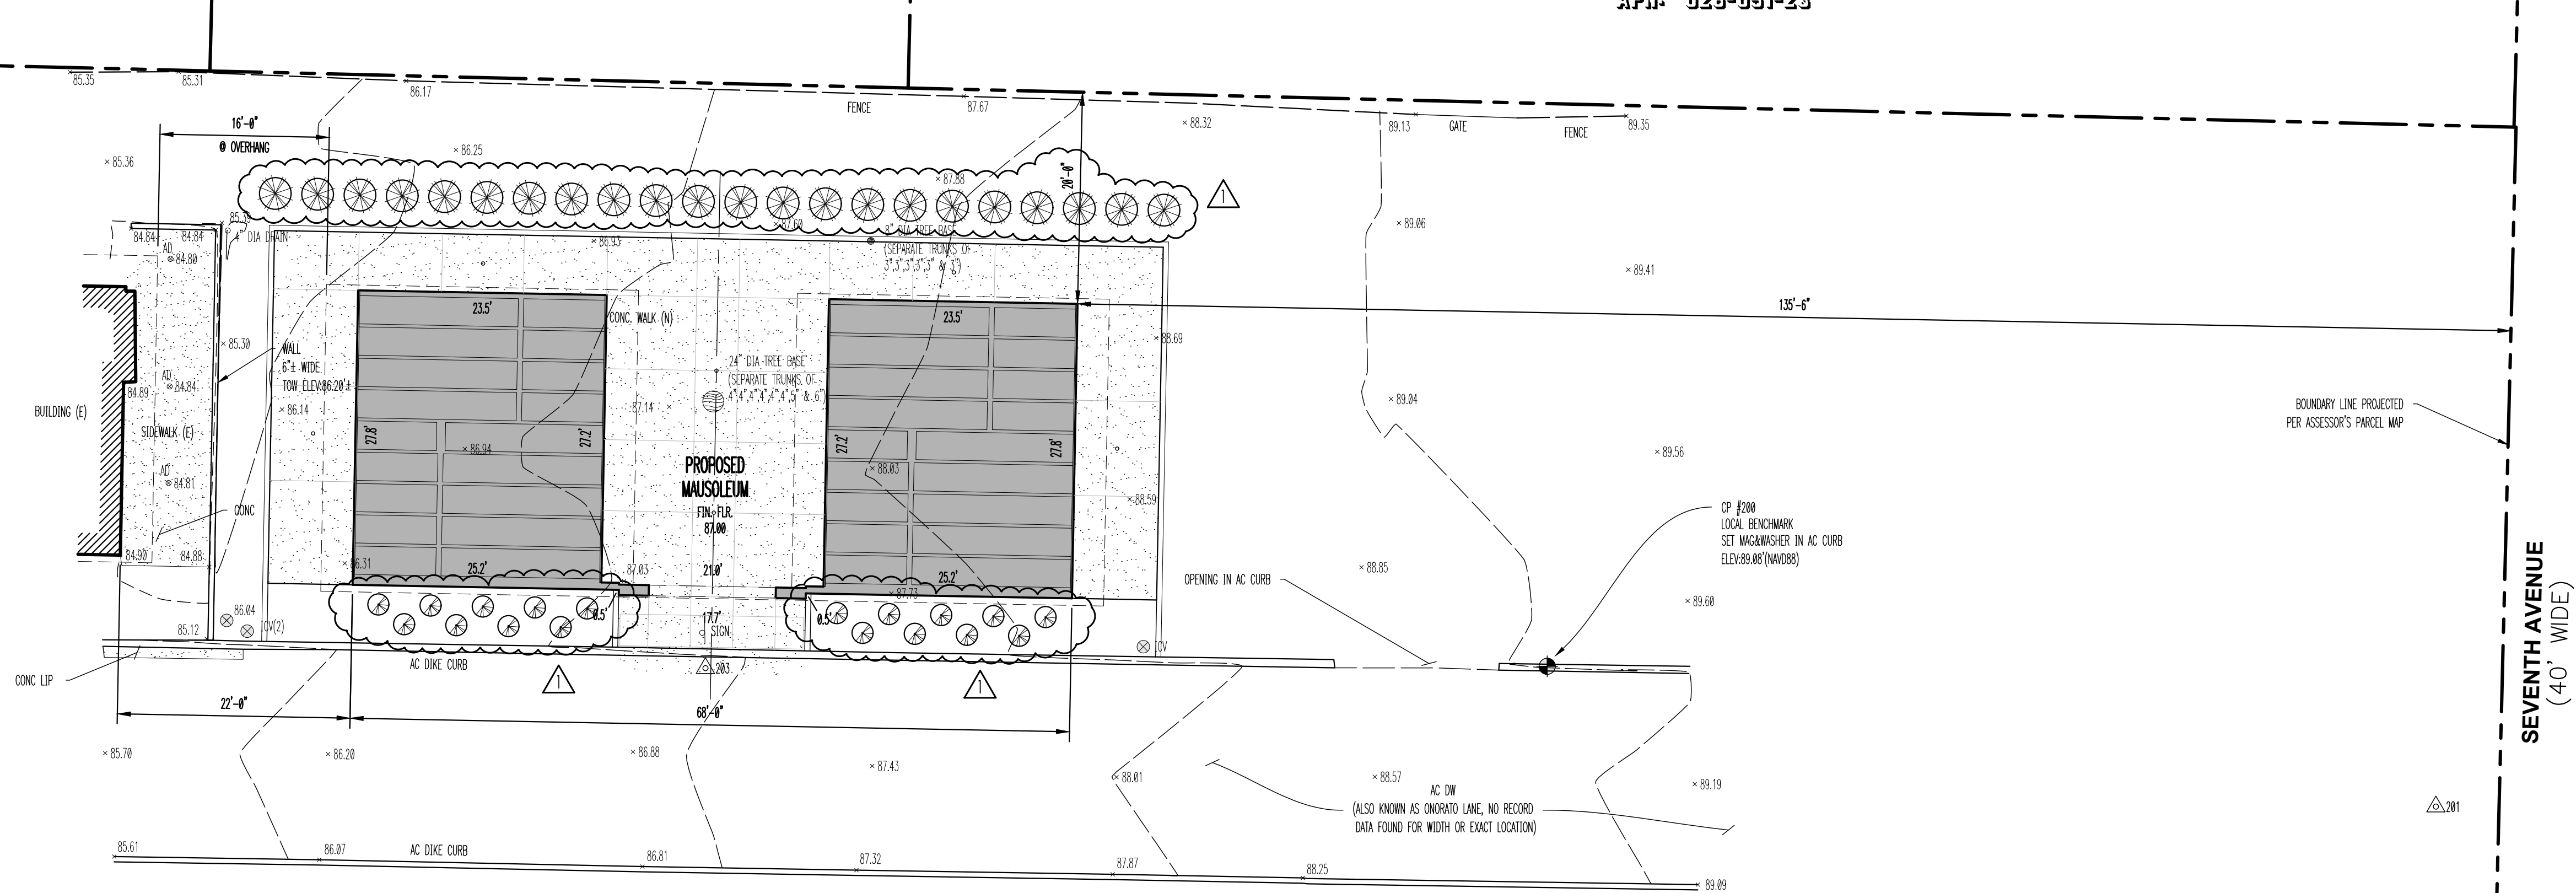 APN: 026-091-23
85.35
85.31
86.17
FENCE
87.67
88.32
89.13
GATE
FENCE
89.35
16'-0"
@ OVERHANG
85.36
86.25
87.88
20'-0"
1
85.39
4" DIA DRAIN
84.84
84.84
AD
84.80
86.93
87.60
8" DIA TREE BASE
(SEPARATE TRUNKS OF
3",3",3",3",3" & 3")
89.06
89.41
135'-6"
23.5'
CONC. WALK (N)
23.5'
88.69
85.30
WALL
6"± WIDE
TOW ELEV:86.20'±
24" DIA TREE BASE
(SEPARATE TRUNKS OF
4",4",4",4",4",4",5" & 6")
AD
84.84
84.89
BUILDING (E)
SIDEWALK (E)
86.14
87.14
89.04
BOUNDARY LINE PROJECTED
PER ASSESSOR'S PARCEL MAP
27.8'
27.2'
27.2'
27.8'
86.94
88.03
89.56
AD
84.81
PROPOSED
MAUSOLEUM
FIN. FLR.
87.00
88.59
CONC
CP #200
LOCAL BENCHMARK
SET MAG&WASHER IN AC CURB
ELEV:89.08'(NAVD88)
84.90
84.88
86.31
25.2'
87.03
21.0'
25.2'
88.85
OPENING IN AC CURB
87.73
89.60
86.04
ICV(2)
85.12
0.5'
17.7'
SIGN
0.5'
ICV
SEVENTH AVENUE
(40' WIDE)
CONC LIP
AC DIKE CURB
203
1
1
22'-0"
68'-0"
85.70
86.20
86.88
87.43
88.01
88.57
89.19
AC DW
(ALSO KNOWN AS ONORATO LANE, NO RECORD
DATA FOUND FOR WIDTH OR EXACT LOCATION)
201
85.61
86.07
AC DIKE CURB
86.81
87.32
87.87
88.25
89.09